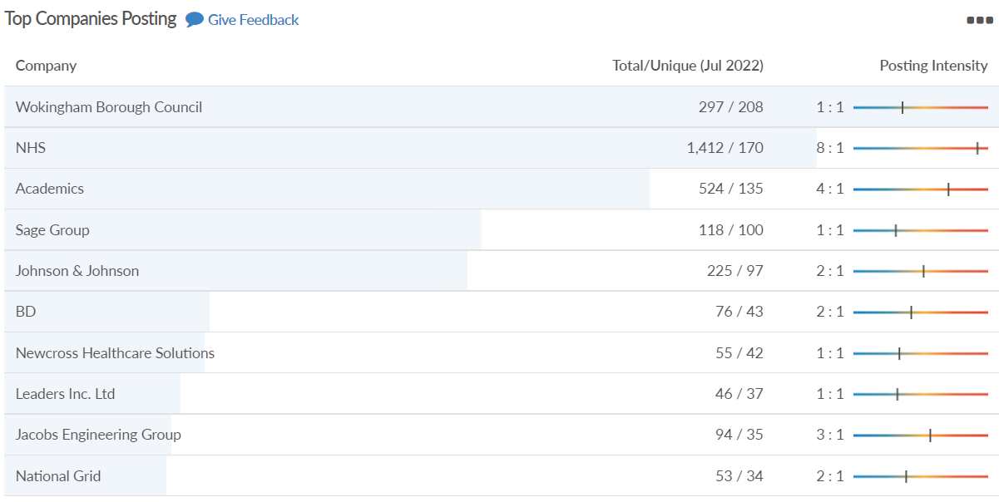 Top Companies Posting Give Feedback
Company Total/Unique (Jul 2022) Posting Intensity
Wokingham Borough Council 297 / 208 1 : 1
NHS 1,412 / 170 8 : 1
Academics 524 / 135 4 : 1
Sage Group 118 / 100 1 : 1
Johnson & Johnson 225 / 97 2 : 1
BD 76 / 43 2 : 1
Newcross Healthcare Solutions 55 / 42 1 : 1
Leaders Inc. Ltd 46 / 37 1 : 1
Jacobs Engineering Group 94 / 35 3 : 1
National Grid 53 / 34 2 : 1